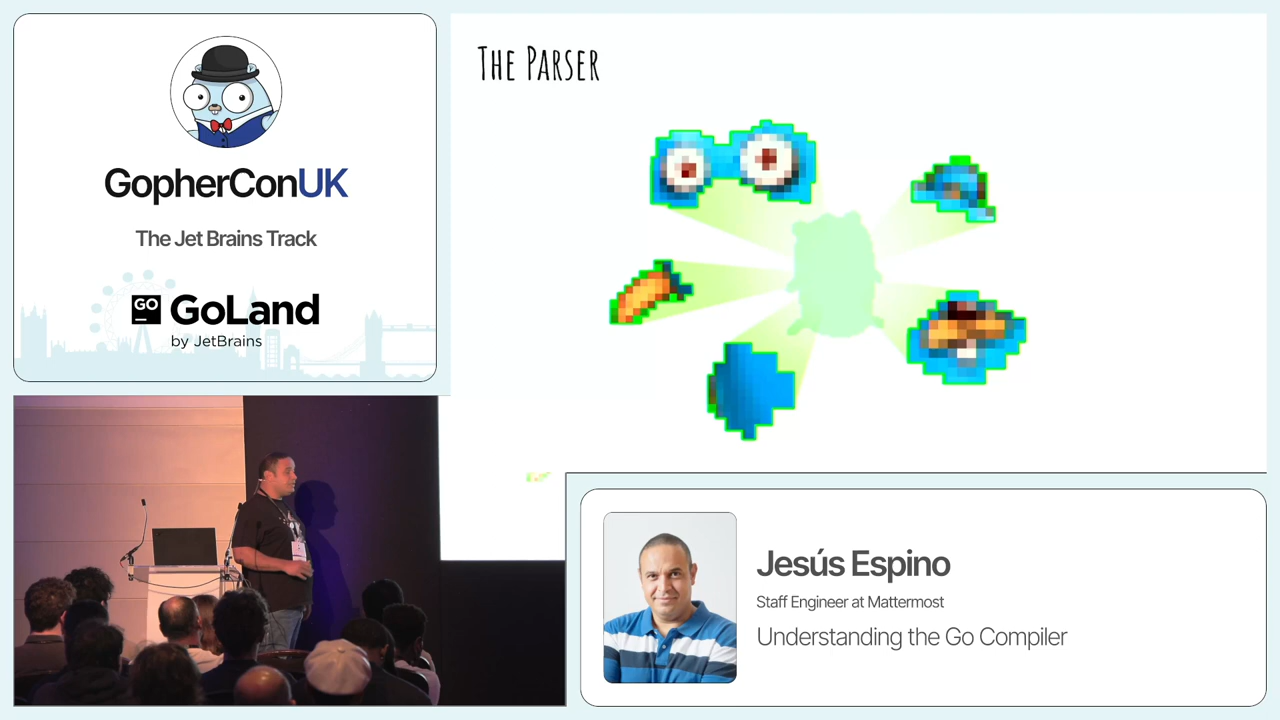 GopherConUK
The Jet Brains Track
GO
GoLand
by JetBrains
THE PARSER
Jesús Espino
Staff Engineer at Mattermost
Understanding the Go Compiler